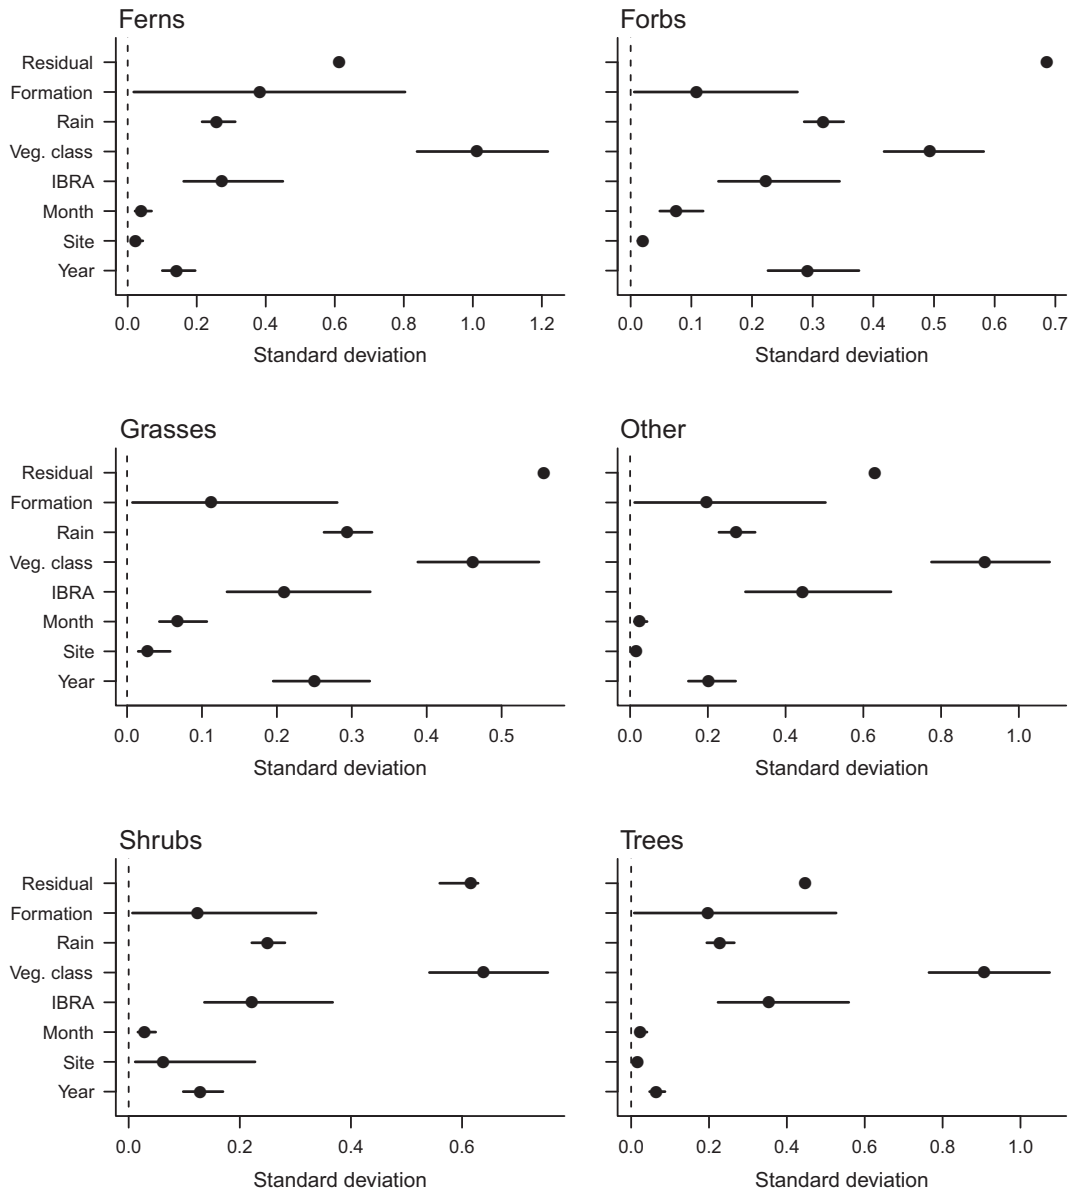 Ferns
Residual
Formation
Rain
Veg. class
IBRA
Month
Site
Year
0.0 0.2 0.4 0.6 0.8 1.0 1.2
Standard deviation
Forbs
0.0 0.1 0.2 0.3 0.4 0.5 0.6 0.7
Standard deviation
Grasses
Residual
Formation
Rain
Veg. class
IBRA
Month
Site
Year
0.0 0.1 0.2 0.3 0.4 0.5
Standard deviation
Other
0.0 0.2 0.4 0.6 0.8 1.0
Standard deviation
Shrubs
Residual
Formation
Rain
Veg. class
IBRA
Month
Site
Year
0.0 0.2 0.4 0.6
Standard deviation
Trees
0.0 0.2 0.4 0.6 0.8 1.0
Standard deviation